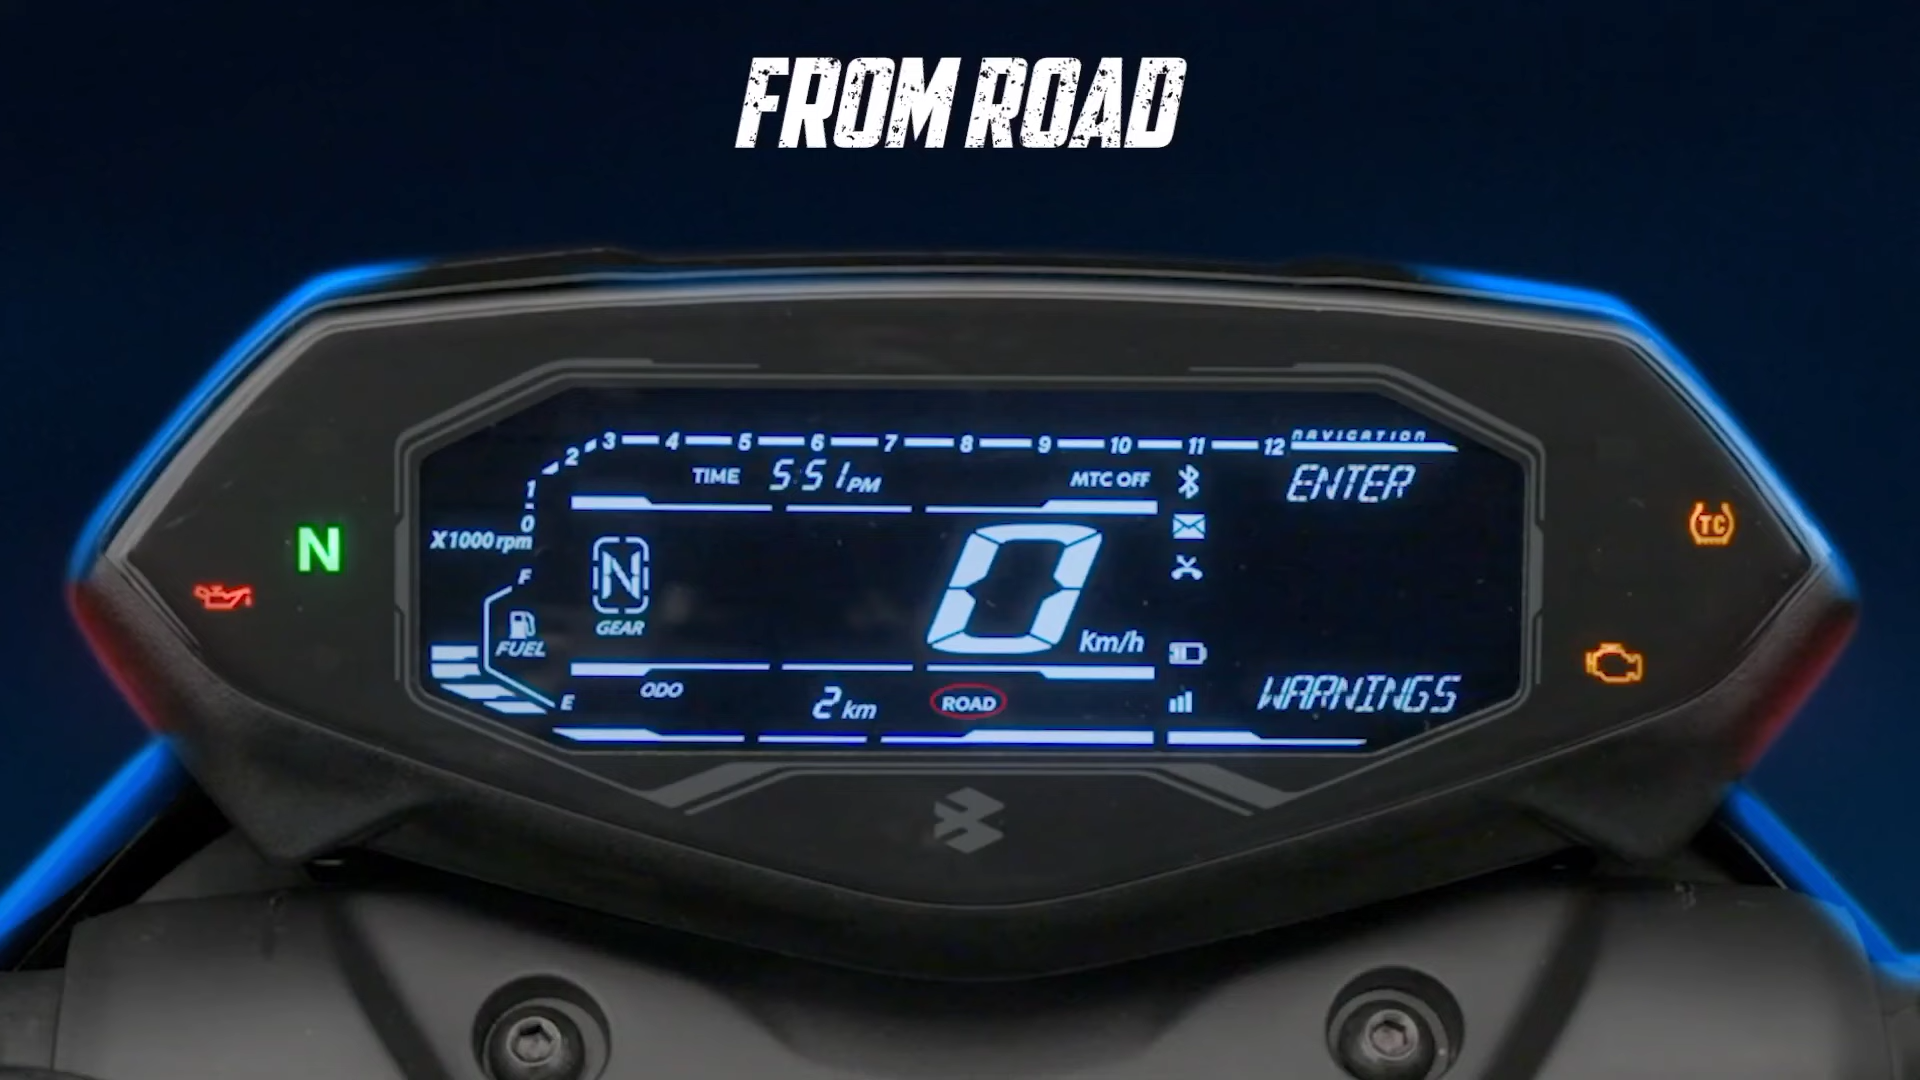 FROM ROAD
0 1 2 3 4 5 6 7 8 9 10 11 12
NAVIGATION
TIME 5:51 PM
MTC OFF
ENTER
X1000 rpm
N
N
GEAR
0 Km/h
TC
F
FUEL
E
ODO
2 km
ROAD
WARNINGS